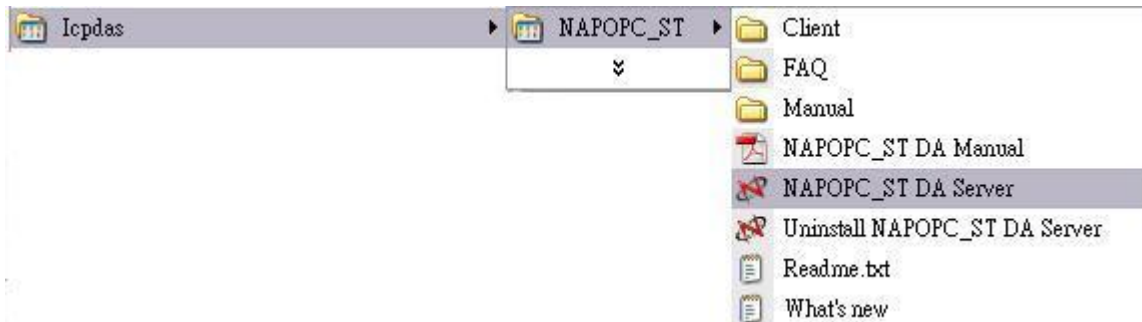 Icpdas
NAPOPC_ST
Client
FAQ
Manual
NAPOPC_ST DA Manual
NAPOPC_ST DA Server
Uninstall NAPOPC_ST DA Server
Readme.txt
What's new